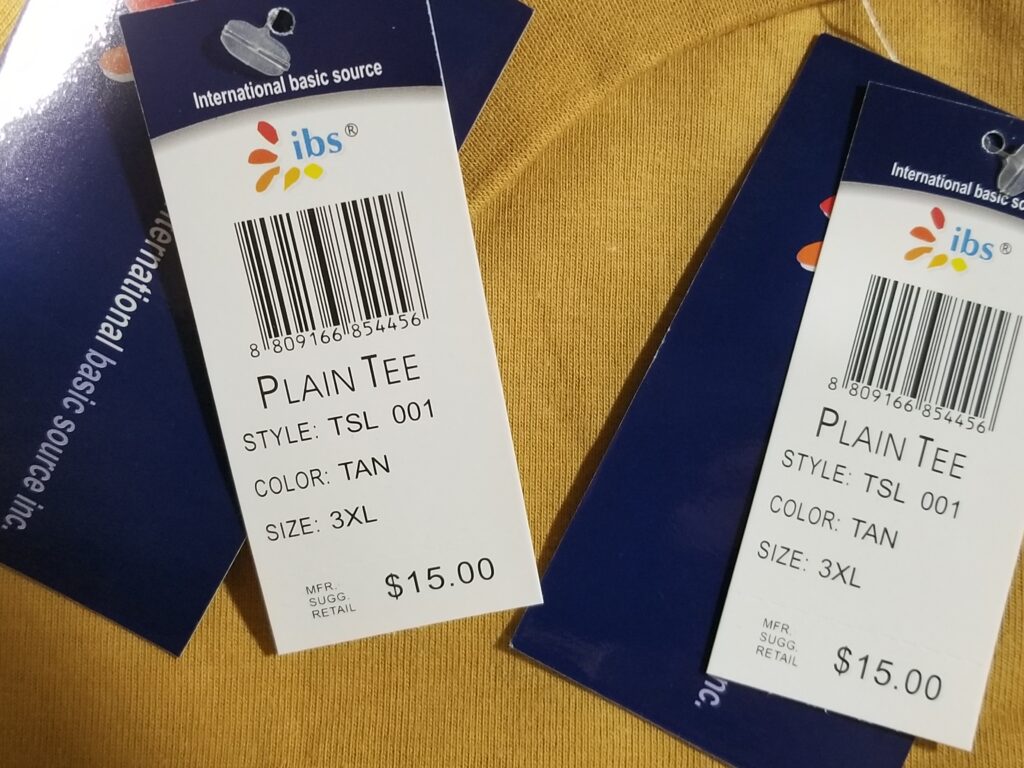 International basic source
ibs®
8 809166 854456
PLAIN TEE
STYLE: TSL 001
COLOR: TAN
SIZE: 3XL
MFR.
SUGG.
RETAIL
$15.00
international basic source inc.
International basic so
ibs®
8 809166 854456
PLAIN TEE
STYLE: TSL 001
COLOR: TAN
SIZE: 3XL
MFR.
SUGG.
RETAIL
$15.00
nc.